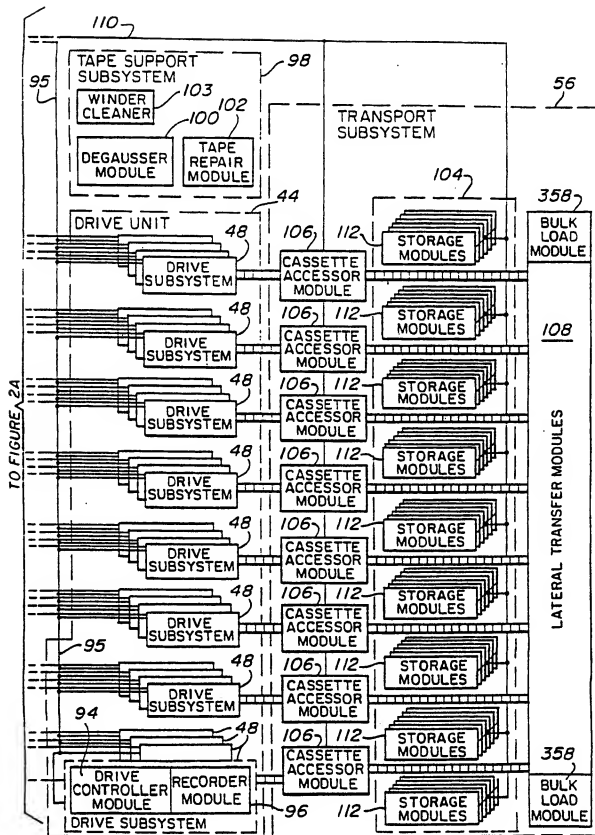 110
TAPE SUPPORT
SUBSYSTEM
98
95
WINDER
CLEANER
103
100
102
DEGAUSSER
MODULE
TAPE
REPAIR
MODULE
56
TRANSPORT
SUBSYSTEM
44
104
358
DRIVE UNIT
48
106
112
STORAGE
MODULES
BULK
LOAD
MODULE
DRIVE
SUBSYSTEM
CASSETTE
ACCESSOR
MODULE
48
106
112
STORAGE
MODULES
108
DRIVE
SUBSYSTEM
CASSETTE
ACCESSOR
MODULE
48
106
112
STORAGE
MODULES
DRIVE
SUBSYSTEM
CASSETTE
ACCESSOR
MODULE
TO FIGURE 2A
48
106
112
STORAGE
MODULES
DRIVE
SUBSYSTEM
CASSETTE
ACCESSOR
MODULE
LATERAL TRANSFER MODULES
48
106
112
STORAGE
MODULES
DRIVE
SUBSYSTEM
CASSETTE
ACCESSOR
MODULE
48
106
112
STORAGE
MODULES
DRIVE
SUBSYSTEM
CASSETTE
ACCESSOR
MODULE
95
48
106
112
STORAGE
MODULES
DRIVE
SUBSYSTEM
CASSETTE
ACCESSOR
MODULE
94
48
106
112
STORAGE
MODULES
358
DRIVE
CONTROLLER
MODULE
RECORDER
MODULE
CASSETTE
ACCESSOR
MODULE
BULK
LOAD
MODULE
96
DRIVE SUBSYSTEM
112
STORAGE
MODULES